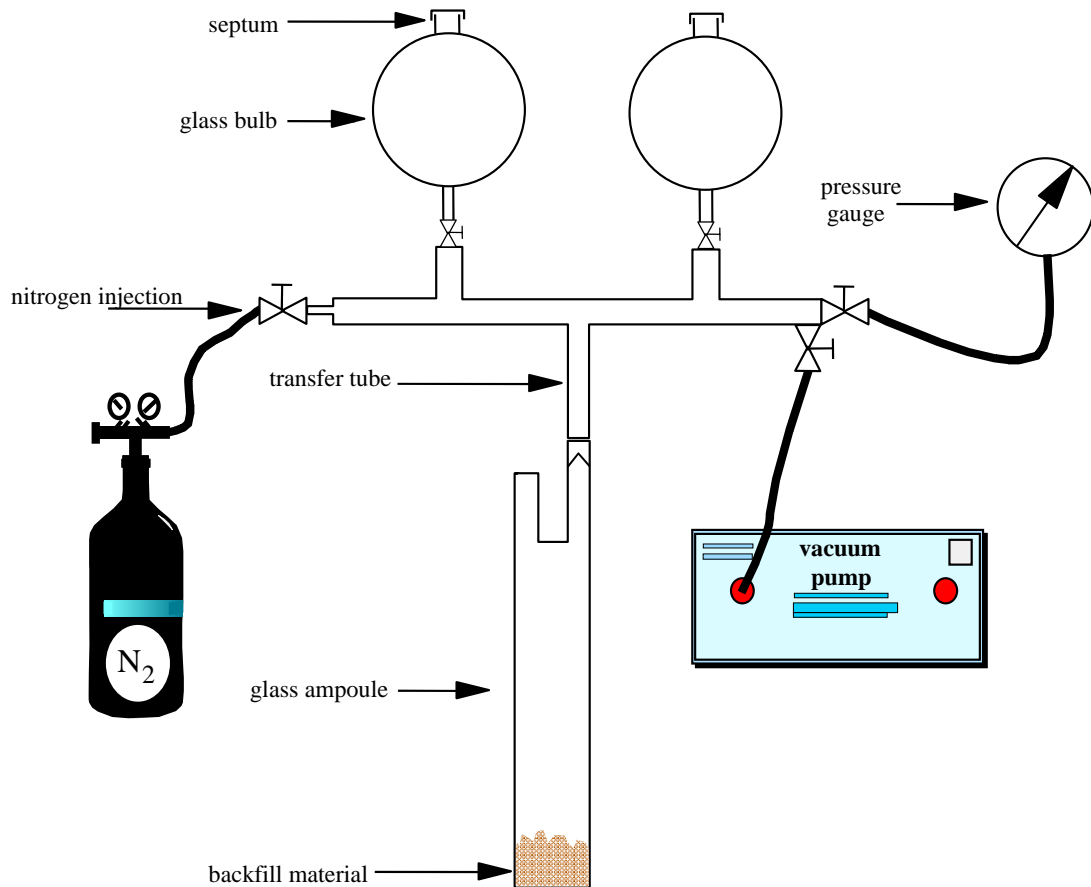 septum
glass bulb
pressure
gauge
nitrogen injection
transfer tube
vacuum
pump
N2
glass ampoule
backfill material